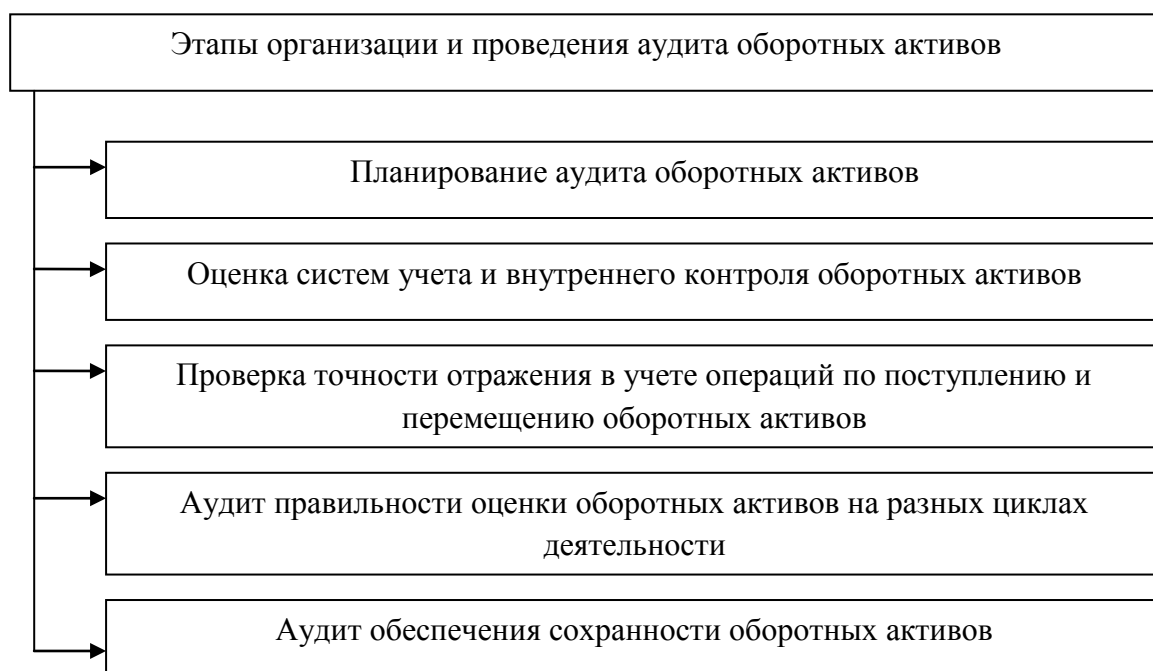 Этапы организации и проведения аудита оборотных активов
Планирование аудита оборотных активов
Оценка систем учета и внутреннего контроля оборотных активов
Проверка точности отражения в учете операций по поступлению и
перемещению оборотных активов
Аудит правильности оценки оборотных активов на разных циклах
деятельности
Аудит обеспечения сохранности оборотных активов